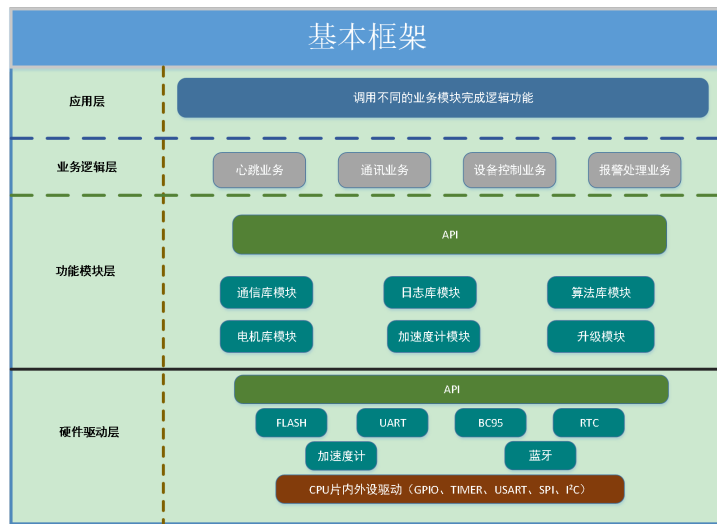 基本框架
应用层
调用不同的业务模块完成逻辑功能
业务逻辑层
心跳业务
通讯业务
设备控制业务
报警处理业务
功能模块层
API
通信库模块
日志库模块
算法库模块
电机库模块
加速度计模块
升级模块
硬件驱动层
API
FLASH
UART
BC95
RTC
加速度计
蓝牙
CPU片内外设驱动（GPIO、TIMER、USART、SPI、I²C）